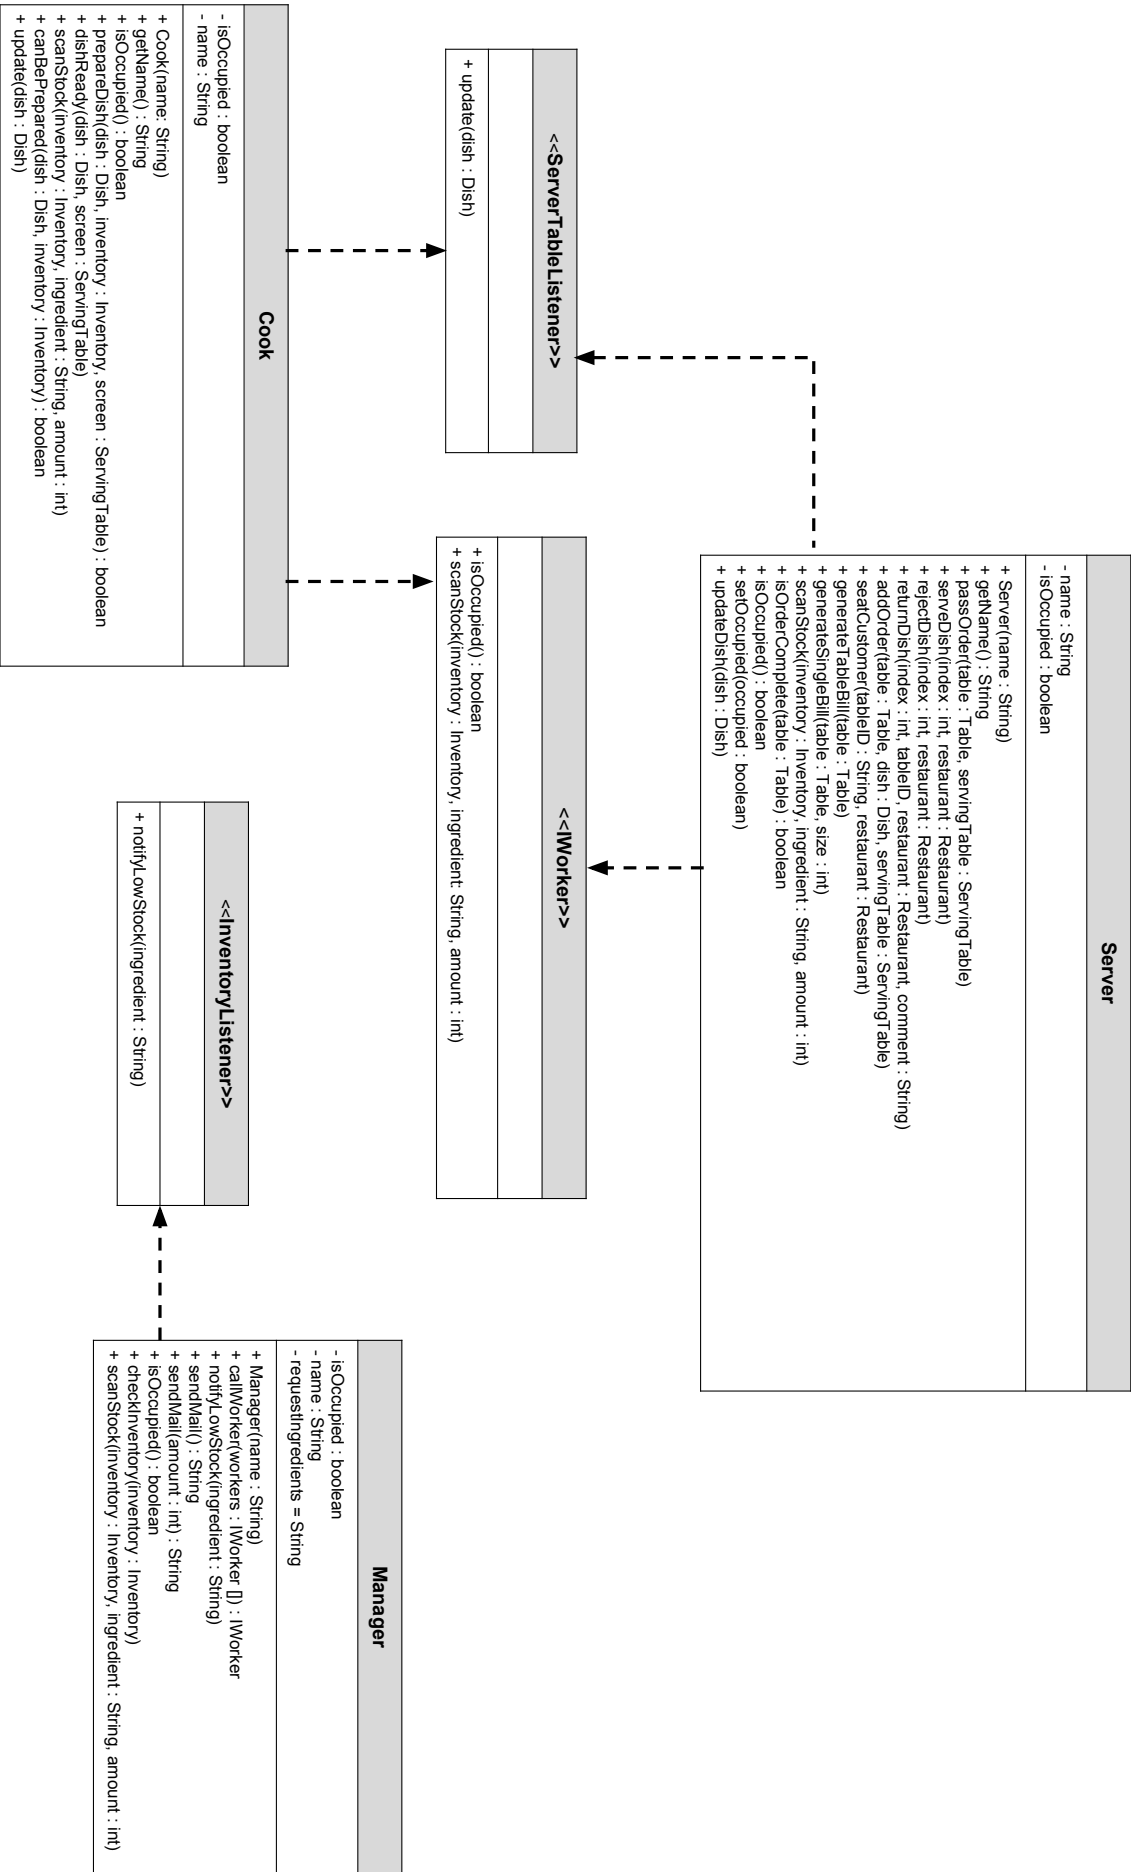 Server
- name : String
- isOccupied : boolean
+ Server(name : String)
+ getName() : String
+ passOrder(table : Table, servingTable : ServingTable)
+ serveDish(index : int, restaurant : Restaurant)
+ rejectDish(index : int, restaurant : Restaurant)
+ returnDish(index : int, tableID, restaurant : Restaurant, comment : String)
+ addOrder(table : Table, dish : Dish, servingTable : ServingTable)
+ seatCustomer(tableID : String, restaurant : Restaurant)
+ generateTableBill(table : Table)
+ generateSingleBill(table : Table, size : int)
+ scanStock(inventory : Inventory, ingredient : String, amount : int)
+ isOrderComplete(table : Table) : boolean
+ isOccupied() : boolean
+ setOccupied(occupied : boolean)
+ updateDish(dish : Dish)
<<ServerTableListener>>
+ update(dish : Dish)
<<IWorker>>
+ isOccupied() : boolean
+ scanStock(inventory : Inventory, ingredient: String, amount : int)
Cook
- isOccupied : boolean
- name : String
+ Cook(name: String)
+ getName() : String
+ isOccupied() : boolean
+ prepareDish(dish : Dish, inventory : Inventory, screen : ServingTable) : boolean
+ dishReady(dish : Dish, screen : ServingTable)
+ scanStock(inventory : Inventory, ingredient : String, amount : int)
+ canBePrepared(dish : Dish, inventory : Inventory) : boolean
+ update(dish : Dish)
<<InventoryListener>>
+ notifyLowStock(ingredient : String)
Manager
- isOccupied : boolean
- name : String
- requestIngredients = String
+ Manager(name : String)
+ callWorker(workers : IWorker []) : IWorker
+ notifyLowStock(ingredient : String)
+ sendMail() : String
+ sendMail(amount : int) : String
+ isOccupied() : boolean
+ checkInventory(inventory : Inventory)
+ scanStock(inventory : Inventory, ingredient : String, amount : int)